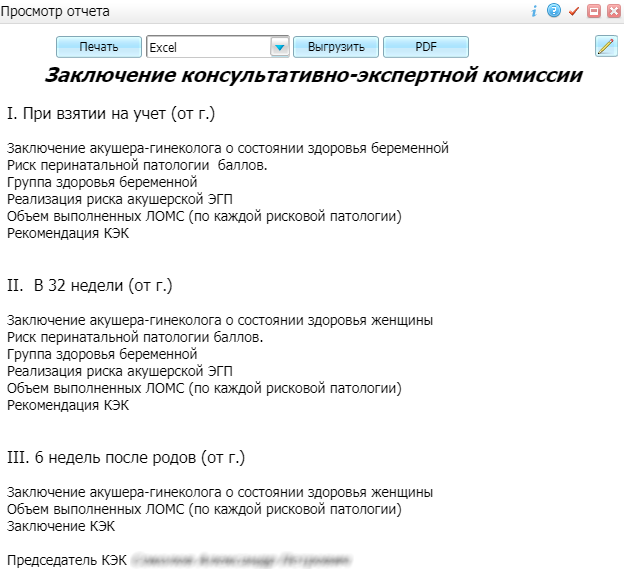 Просмотр отчета
Печать Excel Выгрузить PDF
Заключение консультативно-экспертной комиссии
I. При взятии на учет (от г.)
Заключение акушера-гинеколога о состоянии здоровья беременной
Риск перинатальной патологии  баллов.
Группа здоровья беременной
Реализация риска акушерской ЭГП
Объем выполненных ЛОМС (по каждой рисковой патологии)
Рекомендация КЭК
II.  В 32 недели (от г.)
Заключение акушера-гинеколога о состоянии здоровья женщины
Риск перинатальной патологии баллов.
Группа здоровья беременной
Реализация риска акушерской ЭГП
Объем выполненных ЛОМС (по каждой рисковой патологии)
Рекомендация КЭК
III. 6 недель после родов (от г.)
Заключение акушера-гинеколога о состоянии здоровья женщины
Объем выполненных ЛОМС (по каждой рисковой патологии)
Заключение КЭК
Председатель КЭК